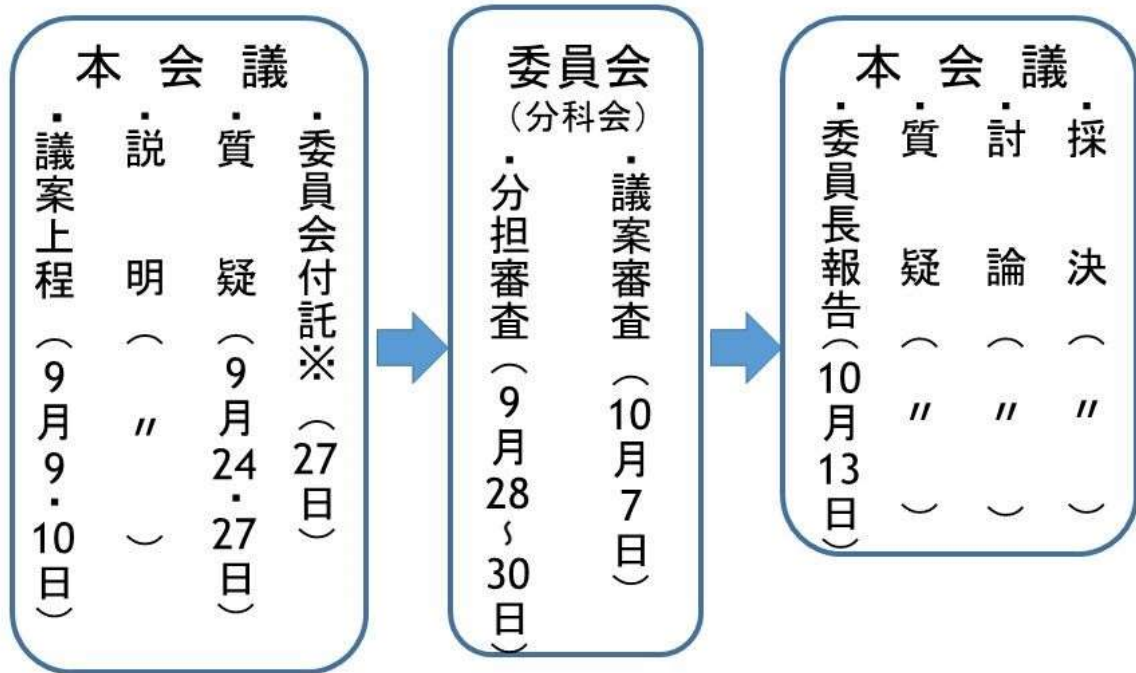 本会議
・議案上程（9月9・10日）
・説明（〃）
・質疑（9月24・27日）
・委員会付託※（27日）
委員会
（分科会）
・分担審査（9月28～30日）
・議案審査（10月7日）
本会議
・委員長報告（10月13日）
・質疑（〃）
・討論（〃）
・採決（〃）